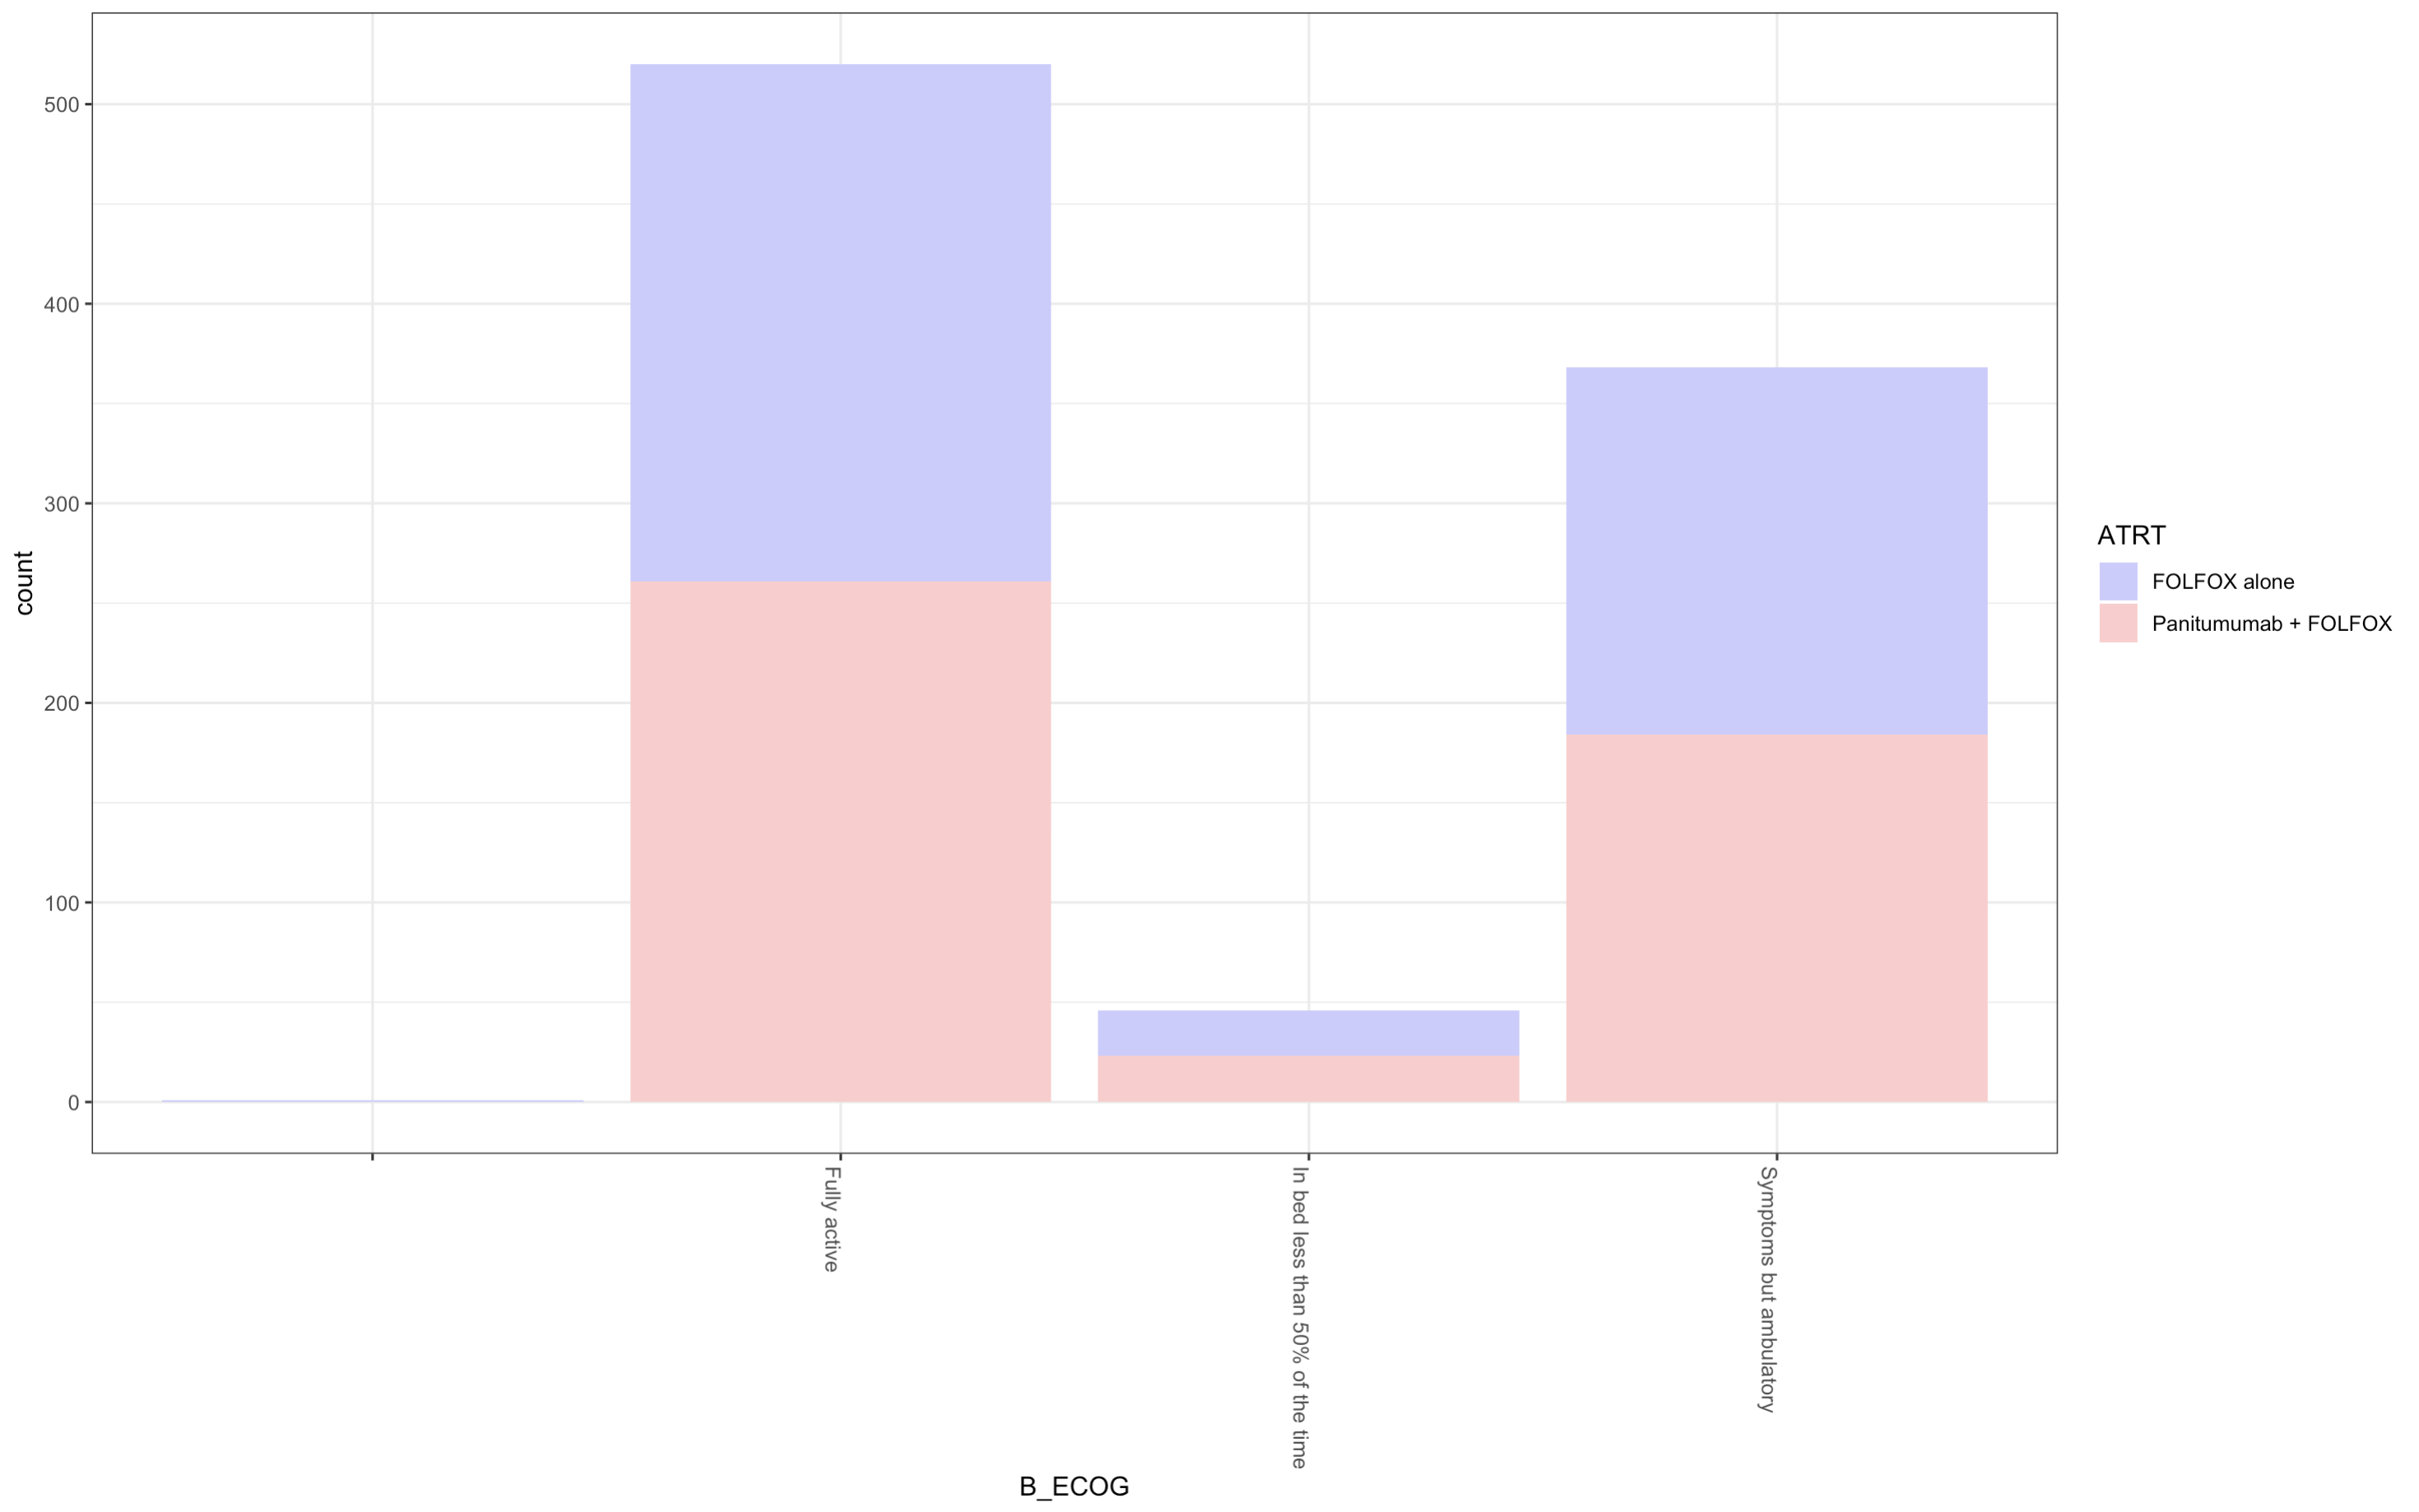 500
400
300
200
100
0
count
Fully active
In bed less than 50% of the time
Symptoms but ambulatory
B_ECOG
ATRT
FOLFOX alone
Panitumumab + FOLFOX